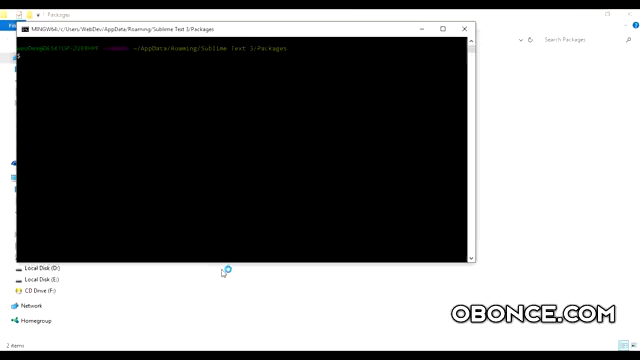 Packages
MINGW64:/c/Users/WebDev/AppData/Roaming/Sublime Text 3/Packages
~/AppData/Roaming/Sublime Text 3/Packages
$
Search Packages
Local Disk (D:)
Local Disk (E:)
CD Drive (F:)
Network
Homegroup
OBONCE.COM
2 items